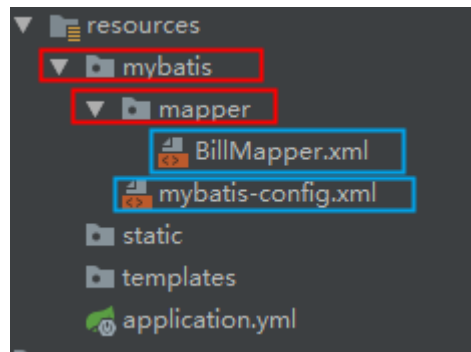 resources
mybatis
mapper
BillMapper.xml
mybatis-config.xml
static
templates
application.yml